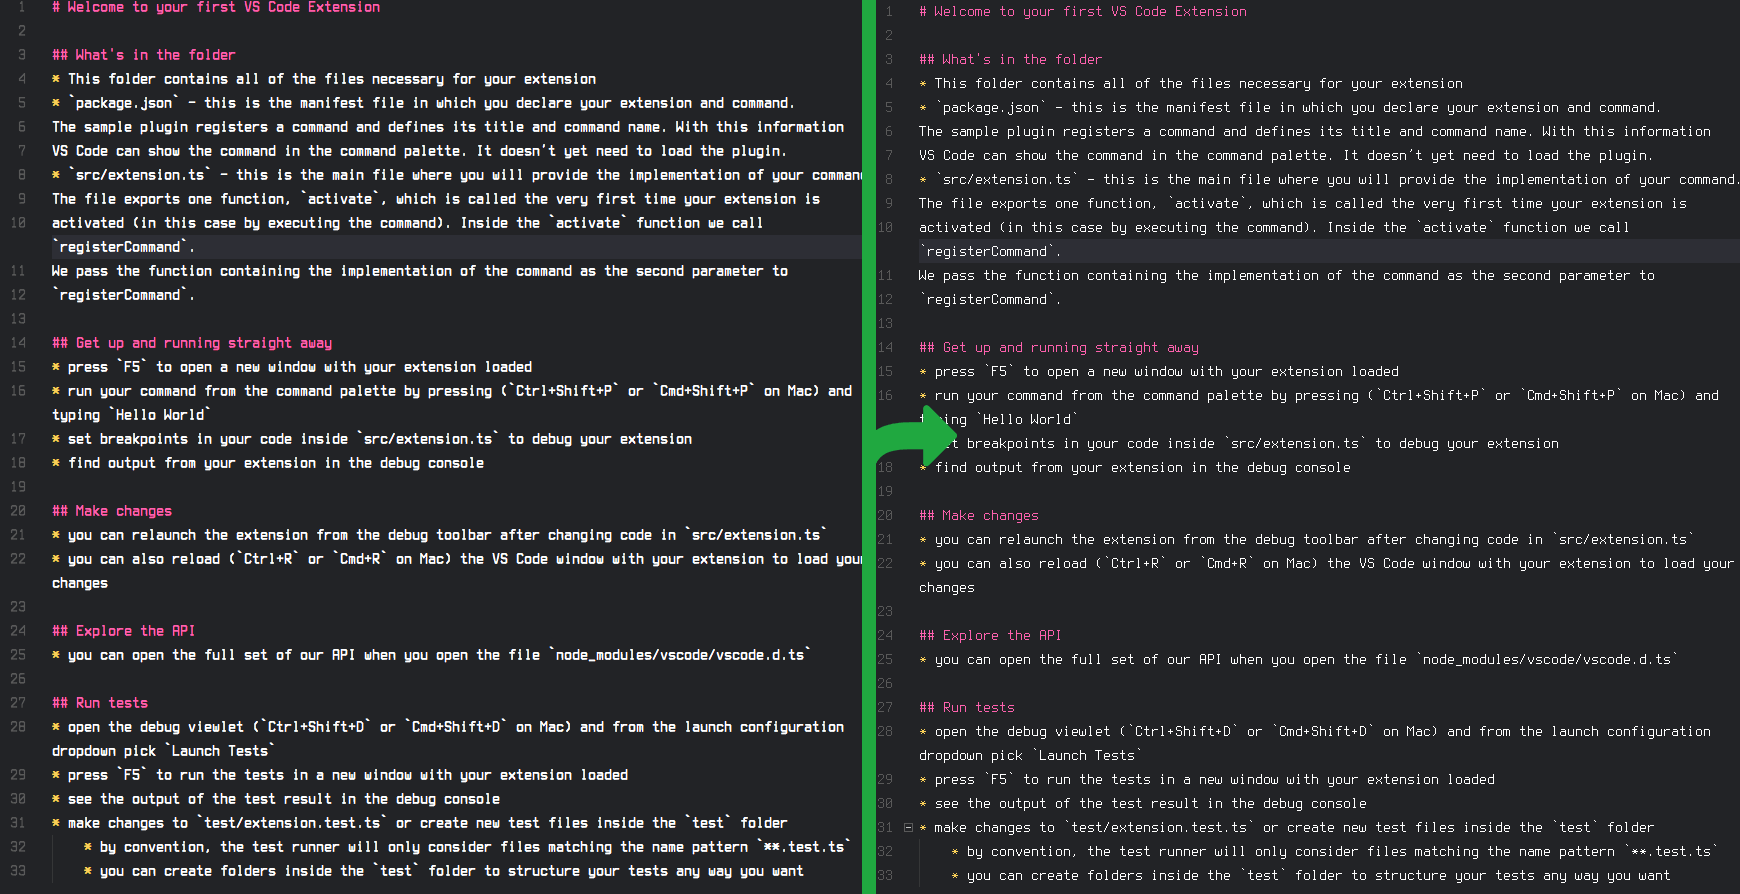 1 # Welcome to your first VS Code Extension
2
3 ## What's in the folder
4 * This folder contains all of the files necessary for your extension
5 * `package.json` - this is the manifest file in which you declare your extension and command.
6 The sample plugin registers a command and defines its title and command name. With this information
7 VS Code can show the command in the command palette. It doesn't yet need to load the plugin.
8 * `src/extension.ts` - this is the main file where you will provide the implementation of your comman
9 The file exports one function, `activate`, which is called the very first time your extension is
10 activated (in this case by executing the command). Inside the `activate` function we call
`registerCommand`.
11 We pass the function containing the implementation of the command as the second parameter to
12 `registerCommand`.
13
14 ## Get up and running straight away
15 * press `F5` to open a new window with your extension loaded
16 * run your command from the command palette by pressing (`Ctrl+Shift+P` or `Cmd+Shift+P` on Mac) and
typing `Hello World`
17 * set breakpoints in your code inside `src/extension.ts` to debug your extension
18 * find output from your extension in the debug console
19
20 ## Make changes
21 * you can relaunch the extension from the debug toolbar after changing code in `src/extension.ts`
22 * you can also reload (`Ctrl+R` or `Cmd+R` on Mac) the VS Code window with your extension to load your
changes
23
24 ## Explore the API
25 * you can open the full set of our API when you open the file `node_modules/vscode/vscode.d.ts`
26
27 ## Run tests
28 * open the debug viewlet (`Ctrl+Shift+D` or `Cmd+Shift+D` on Mac) and from the launch configuration
dropdown pick `Launch Tests`
29 * press `F5` to run the tests in a new window with your extension loaded
30 * see the output of the test result in the debug console
31 * make changes to `test/extension.test.ts` or create new test files inside the `test` folder
32 * by convention, the test runner will only consider files matching the name pattern `**.test.ts`
33 * you can create folders inside the `test` folder to structure your tests any way you want
1 # Welcome to your first VS Code Extension
2
3 ## What's in the folder
4 * This folder contains all of the files necessary for your extension
5 * `package.json` - this is the manifest file in which you declare your extension and command.
6 The sample plugin registers a command and defines its title and command name. With this information
7 VS Code can show the command in the command palette. It doesn't yet need to load the plugin.
8 * `src/extension.ts` - this is the main file where you will provide the implementation of your command.
9 The file exports one function, `activate`, which is called the very first time your extension is
10 activated (in this case by executing the command). Inside the `activate` function we call
`registerCommand`.
11 We pass the function containing the implementation of the command as the second parameter to
12 `registerCommand`.
13
14 ## Get up and running straight away
15 * press `F5` to open a new window with your extension loaded
16 * run your command from the command palette by pressing (`Ctrl+Shift+P` or `Cmd+Shift+P` on Mac) and
`Hello World`
breakpoints in your code inside `src/extension.ts` to debug your extension
18 * find output from your extension in the debug console
19
20 ## Make changes
21 * you can relaunch the extension from the debug toolbar after changing code in `src/extension.ts`
22 * you can also reload (`Ctrl+R` or `Cmd+R` on Mac) the VS Code window with your extension to load your
changes
23
24 ## Explore the API
25 * you can open the full set of our API when you open the file `node_modules/vscode/vscode.d.ts`
26
27 ## Run tests
28 * open the debug viewlet (`Ctrl+Shift+D` or `Cmd+Shift+D` on Mac) and from the launch configuration
dropdown pick `Launch Tests`
29 * press `F5` to run the tests in a new window with your extension loaded
30 * see the output of the test result in the debug console
31 * make changes to `test/extension.test.ts` or create new test files inside the `test` folder
32 * by convention, the test runner will only consider files matching the name pattern `**.test.ts`
33 * you can create folders inside the `test` folder to structure your tests any way you want